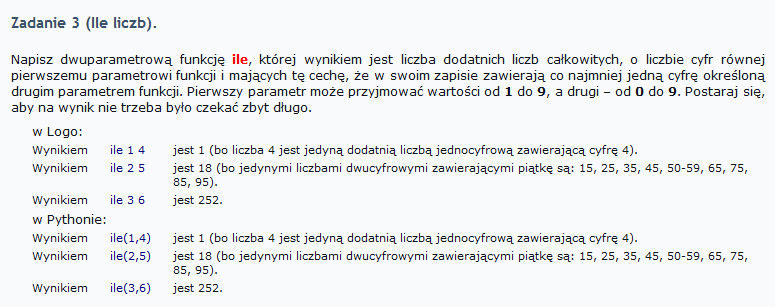 Zadanie 3 (Ile liczb).
Napisz dwuparametrową funkcję ile, której wynikiem jest liczba dodatnich liczb całkowitych, o liczbie cyfr równej
pierwszemu parametrowi funkcji i mających tę cechę, że w swoim zapisie zawierają co najmniej jedną cyfrę określoną
drugim parametrem funkcji. Pierwszy parametr może przyjmować wartości od 1 do 9, a drugi – od 0 do 9. Postaraj się,
aby na wynik nie trzeba było czekać zbyt długo.
w Logo:
Wynikiem ile 1 4 jest 1 (bo liczba 4 jest jedyną dodatnią liczbą jednocyfrową zawierającą cyfrę 4).
Wynikiem ile 2 5 jest 18 (bo jedynymi liczbami dwucyfrowymi zawierającymi piątkę są: 15, 25, 35, 45, 50-59, 65, 75,
85, 95).
Wynikiem ile 3 6 jest 252.
w Pythonie:
Wynikiem ile(1,4) jest 1 (bo liczba 4 jest jedyną dodatnią liczbą jednocyfrową zawierającą cyfrę 4).
Wynikiem ile(2,5) jest 18 (bo jedynymi liczbami dwucyfrowymi zawierającymi piątkę są: 15, 25, 35, 45, 50-59, 65, 75,
85, 95).
Wynikiem ile(3,6) jest 252.